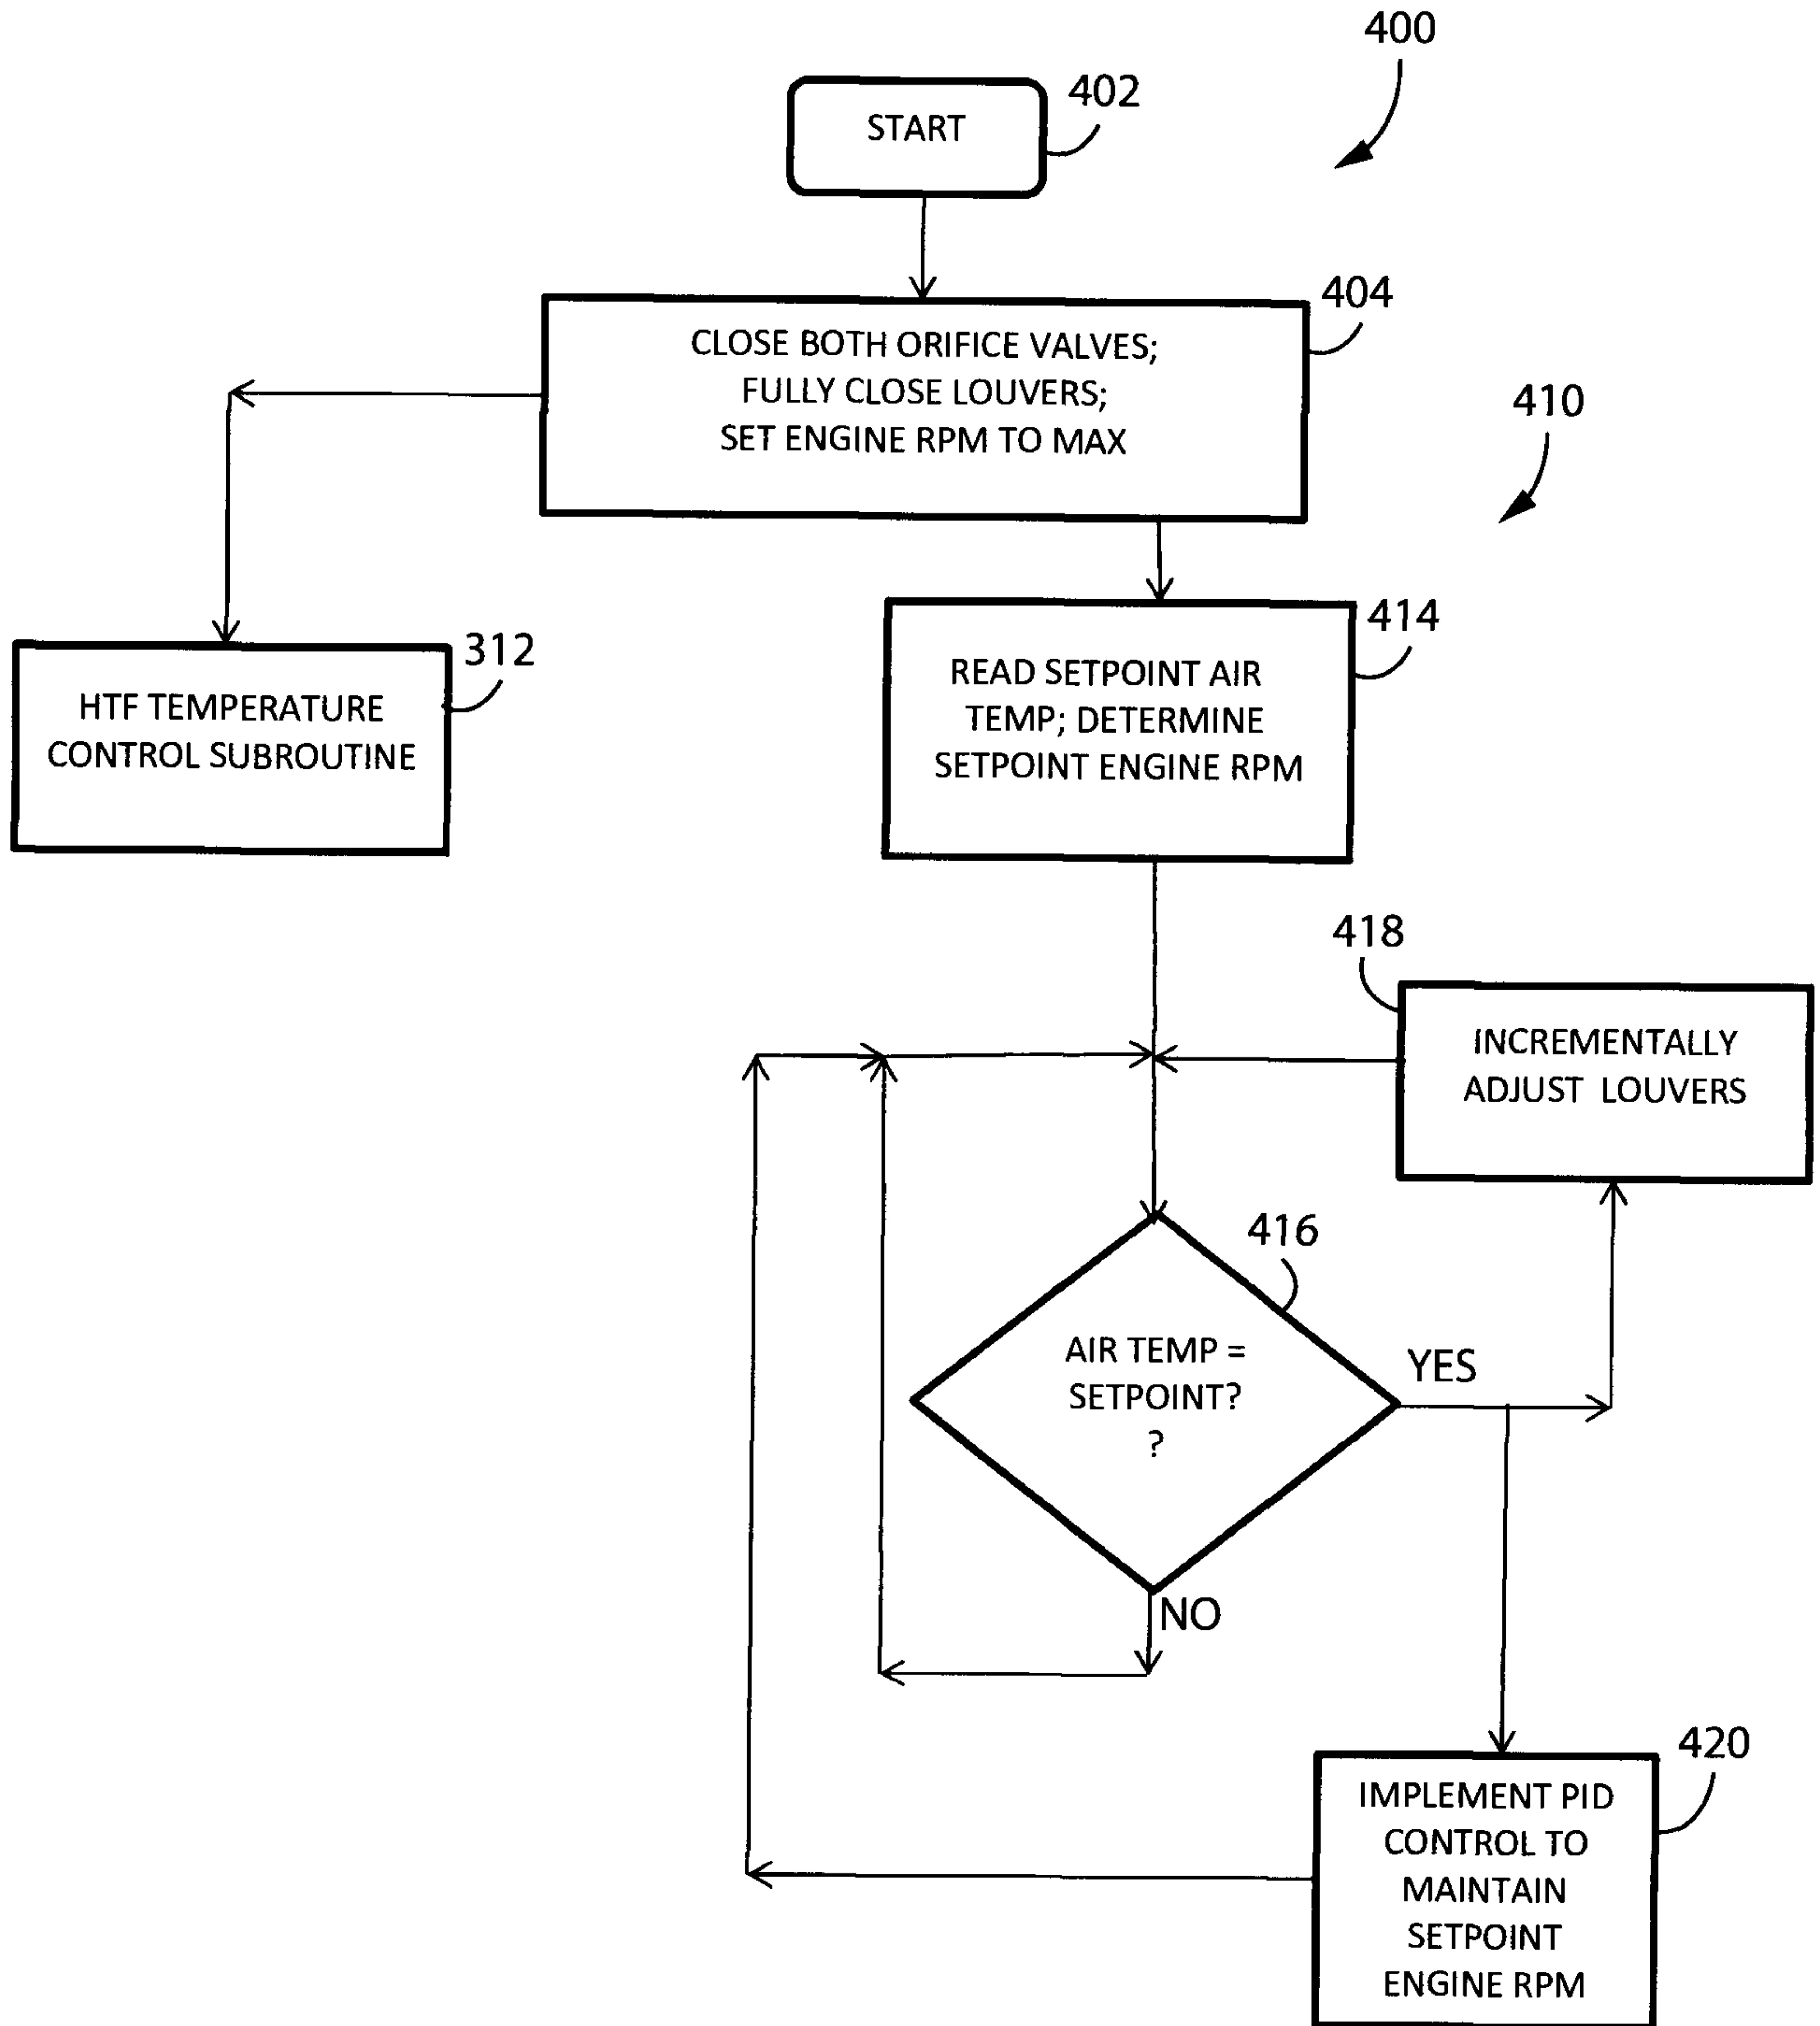 400
402
START
404
CLOSE BOTH ORIFICE VALVES;
FULLY CLOSE LOUVERS;
SET ENGINE RPM TO MAX
410
312
HTF TEMPERATURE
CONTROL SUBROUTINE
414
READ SETPOINT AIR
TEMP; DETERMINE
SETPOINT ENGINE RPM
418
INCREMENTALLY
ADJUST LOUVERS
416
AIR TEMP =
SETPOINT?
?
YES
NO
420
IMPLEMENT PID
CONTROL TO
MAINTAIN
SETPOINT
ENGINE RPM